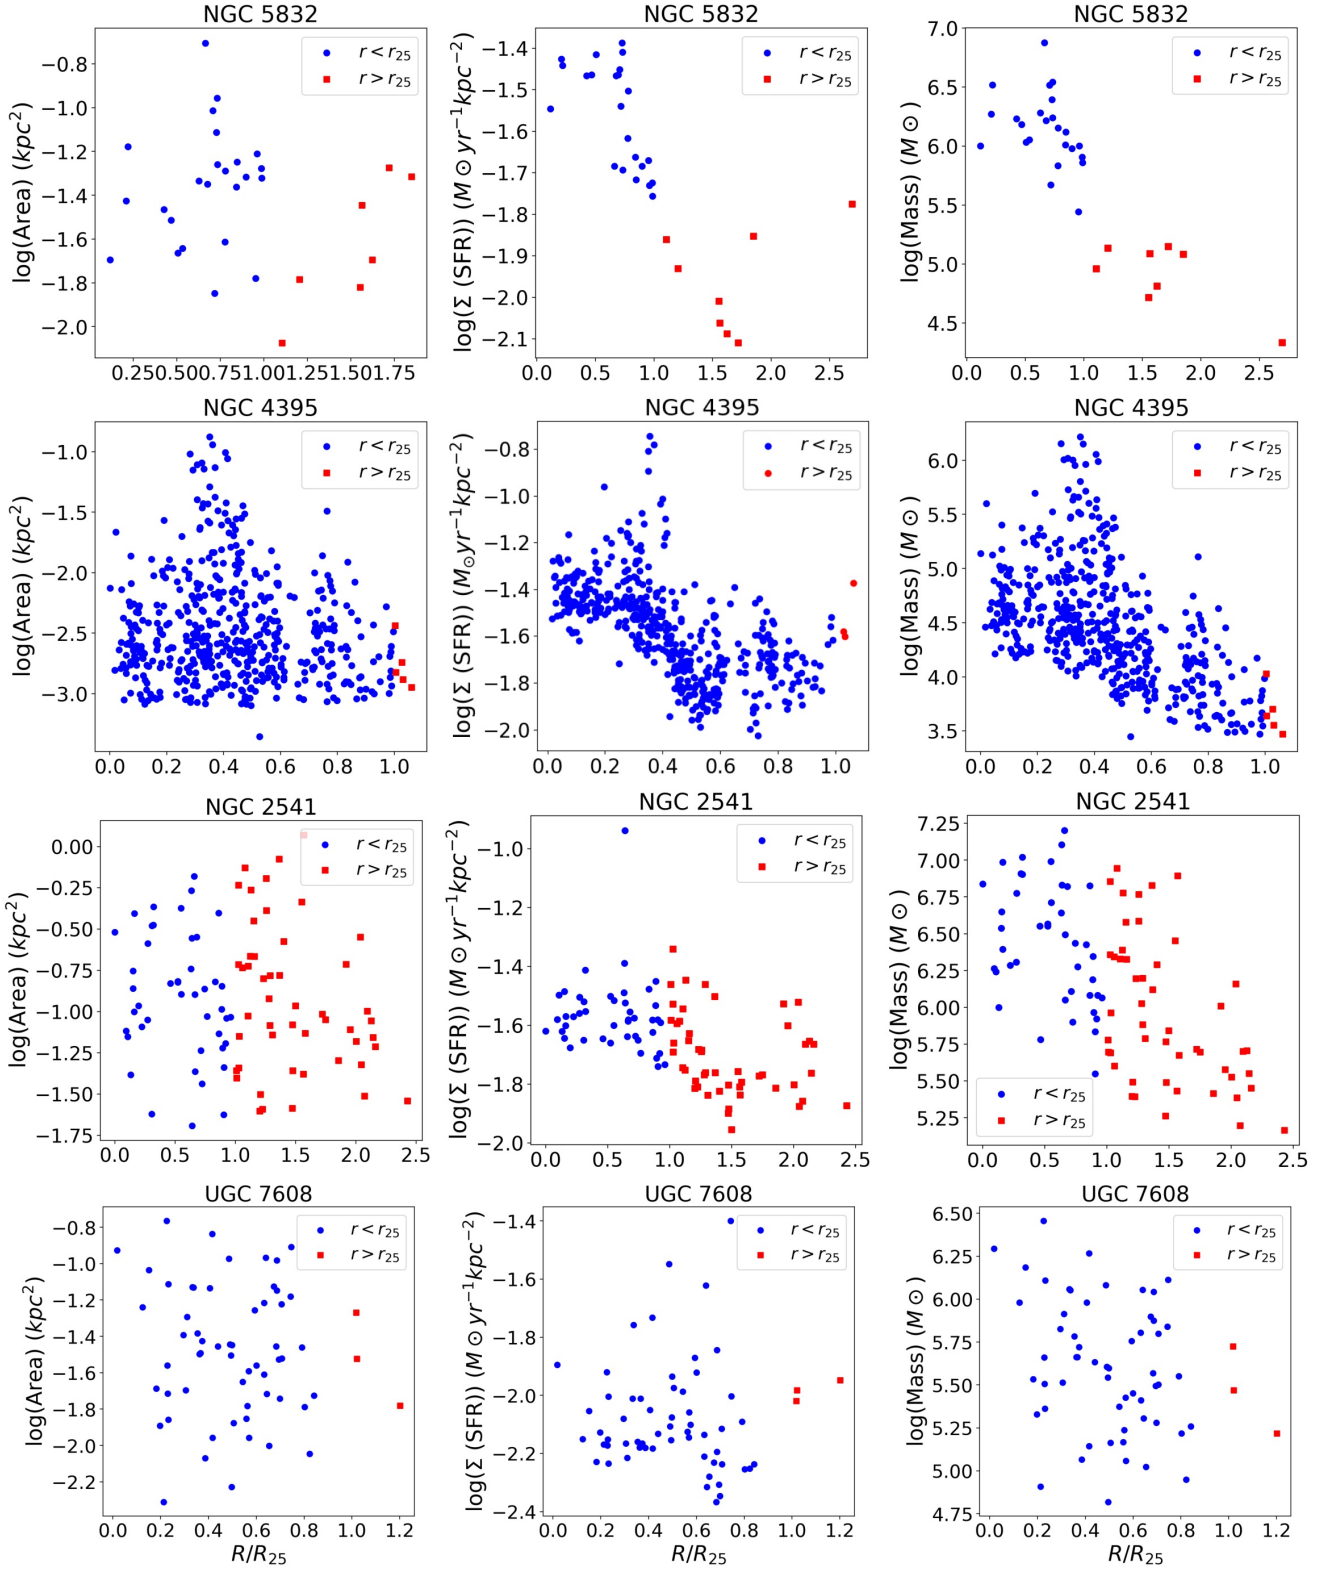 NGC 5832
NGC 5832
NGC 5832
log(Area) (kpc²)
−0.8
−1.0
−1.2
−1.4
−1.6
−1.8
−2.0
r < r₂₅
r > r₂₅
0.25 0.50 0.75 1.00 1.25 1.50 1.75
log(Σ (SFR)) (M⊙yr⁻¹kpc⁻²)
−1.4
−1.5
−1.6
−1.7
−1.8
−1.9
−2.0
−2.1
r < r₂₅
r > r₂₅
0.0 0.5 1.0 1.5 2.0 2.5
log(Mass) (M⊙)
7.0
6.5
6.0
5.5
5.0
4.5
r < r₂₅
r > r₂₅
0.0 0.5 1.0 1.5 2.0 2.5
NGC 4395
NGC 4395
NGC 4395
log(Area) (kpc²)
−1.0
−1.5
−2.0
−2.5
−3.0
r < r₂₅
r > r₂₅
0.0 0.2 0.4 0.6 0.8 1.0
log(Σ (SFR)) (M⊙yr⁻¹kpc⁻²)
−0.8
−1.0
−1.2
−1.4
−1.6
−1.8
−2.0
r < r₂₅
r > r₂₅
0.0 0.2 0.4 0.6 0.8 1.0
log(Mass) (M⊙)
6.0
5.5
5.0
4.5
4.0
3.5
r < r₂₅
r > r₂₅
0.0 0.2 0.4 0.6 0.8 1.0
NGC 2541
NGC 2541
NGC 2541
log(Area) (kpc²)
0.00
−0.25
−0.50
−0.75
−1.00
−1.25
−1.50
−1.75
r < r₂₅
r > r₂₅
0.0 0.5 1.0 1.5 2.0 2.5
log(Σ (SFR)) (M⊙yr⁻¹kpc⁻²)
−1.0
−1.2
−1.4
−1.6
−1.8
−2.0
r < r₂₅
r > r₂₅
0.0 0.5 1.0 1.5 2.0 2.5
log(Mass) (M⊙)
7.25
7.00
6.75
6.50
6.25
6.00
5.75
5.50
5.25
r < r₂₅
r > r₂₅
0.0 0.5 1.0 1.5 2.0 2.5
UGC 7608
UGC 7608
UGC 7608
log(Area) (kpc²)
−0.8
−1.0
−1.2
−1.4
−1.6
−1.8
−2.0
−2.2
r < r₂₅
r > r₂₅
0.0 0.2 0.4 0.6 0.8 1.0 1.2
R/R₂₅
log(Σ (SFR)) (M⊙yr⁻¹kpc⁻²)
−1.4
−1.6
−1.8
−2.0
−2.2
−2.4
r < r₂₅
r > r₂₅
0.0 0.2 0.4 0.6 0.8 1.0 1.2
R/R₂₅
log(Mass) (M⊙)
6.50
6.25
6.00
5.75
5.50
5.25
5.00
4.75
r < r₂₅
r > r₂₅
0.0 0.2 0.4 0.6 0.8 1.0 1.2
R/R₂₅